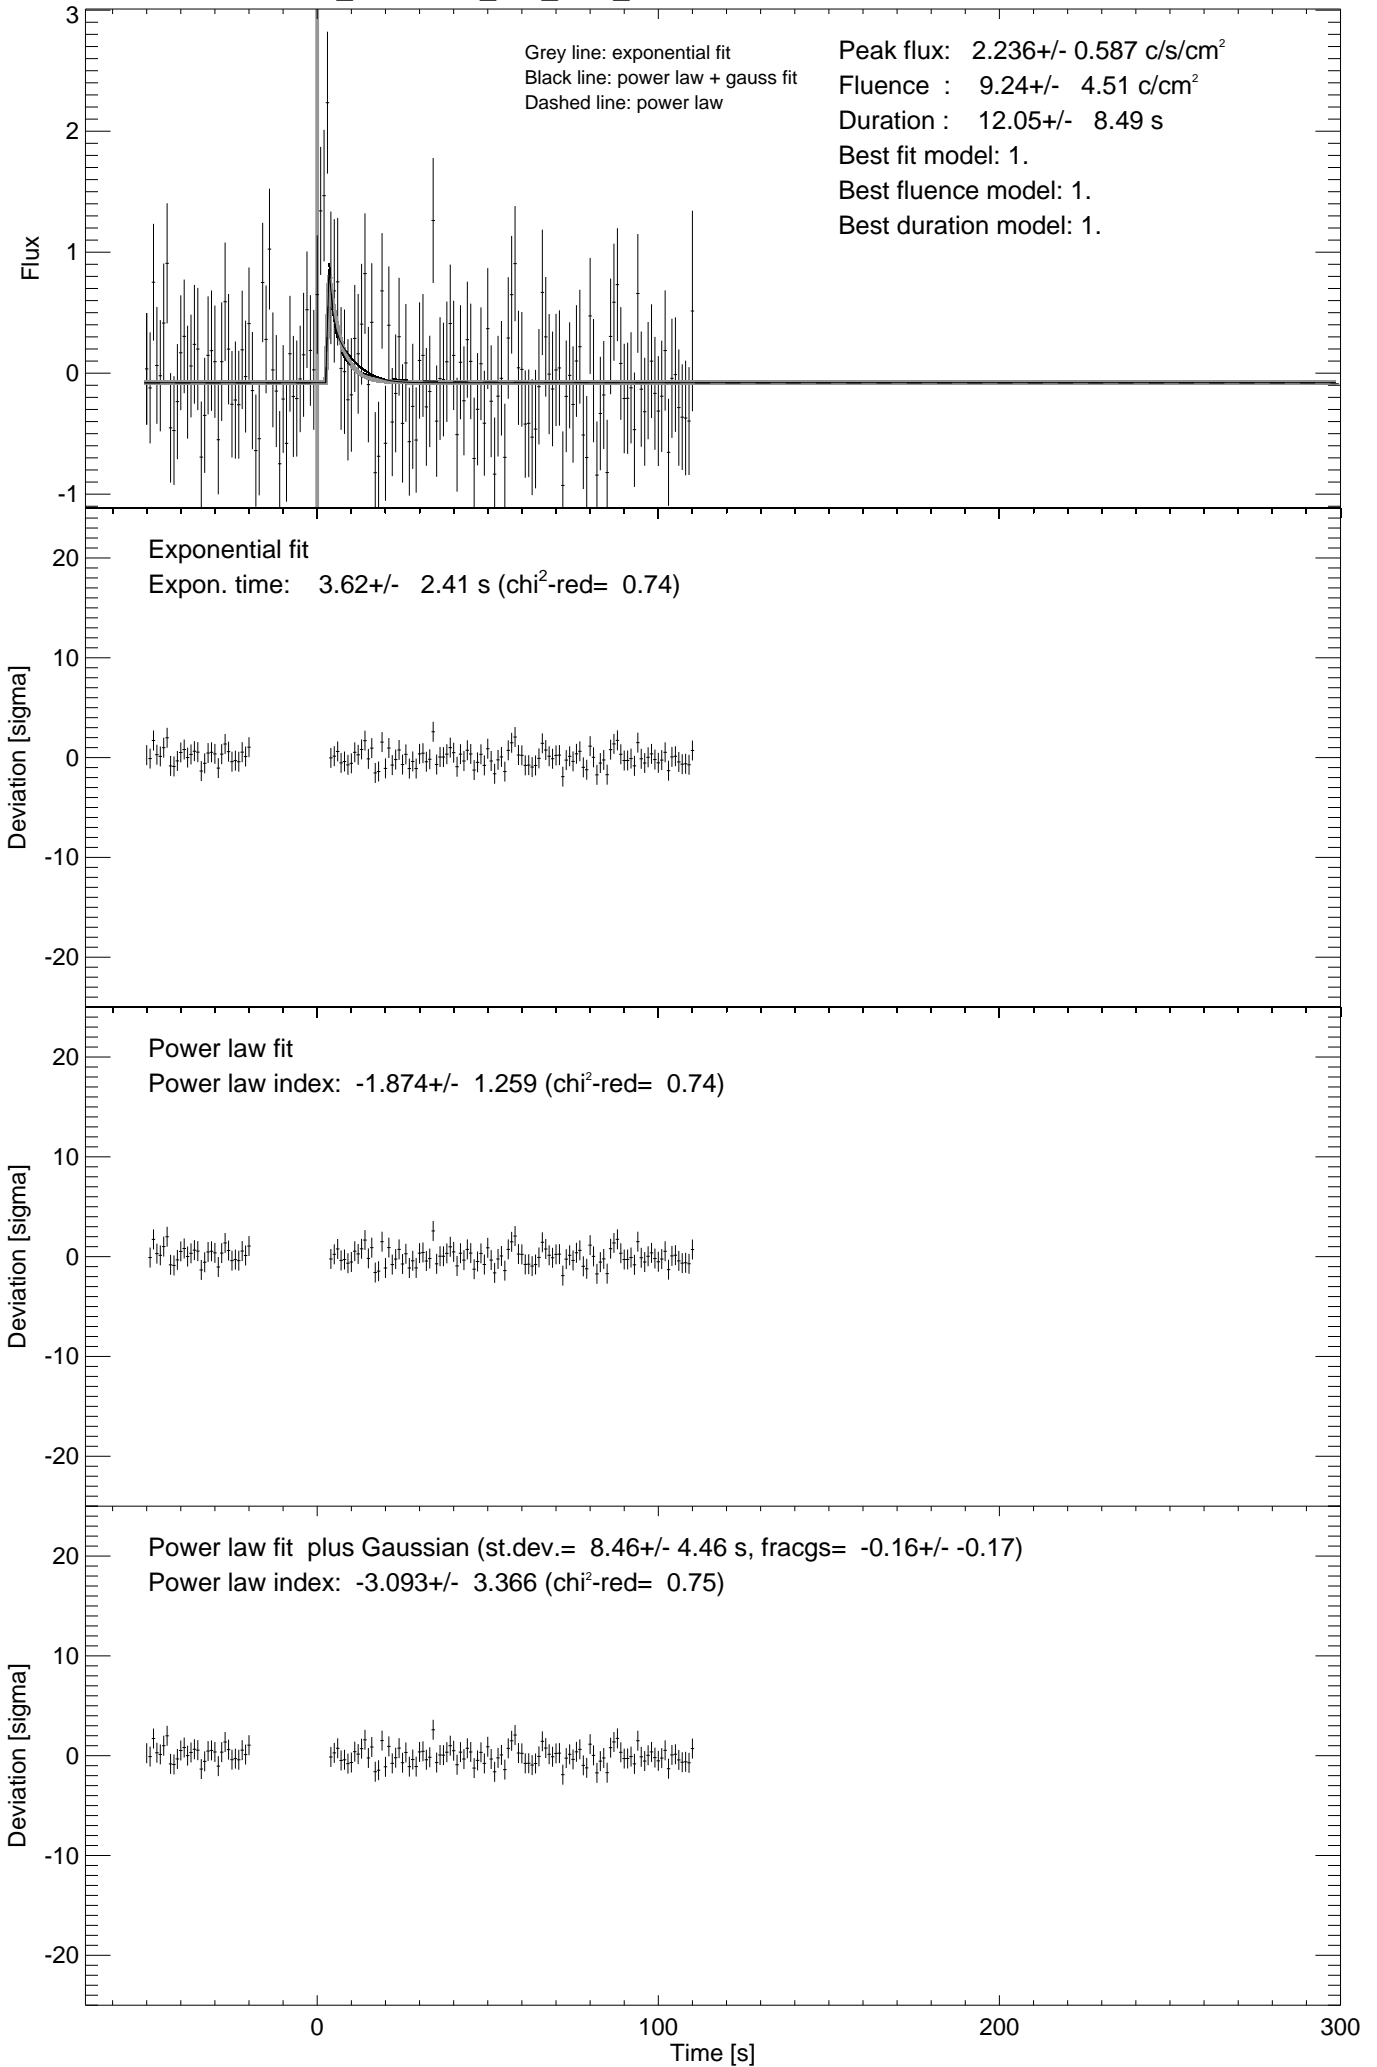 3
Grey line: exponential fit
Black line: power law + gauss fit
Dashed line: power law
Peak flux: 2.236+/- 0.587 c/s/cm²
Fluence : 9.24+/- 4.51 c/cm²
Duration : 12.05+/- 8.49 s
Best fit model: 1.
Best fluence model: 1.
Best duration model: 1.
2
1
0
-1
Flux
Exponential fit
Expon. time: 3.62+/- 2.41 s (chi²-red= 0.74)
20
10
0
-10
-20
Deviation [sigma]
Power law fit
Power law index: -1.874+/- 1.259 (chi²-red= 0.74)
20
10
0
-10
-20
Deviation [sigma]
Power law fit plus Gaussian (st.dev.= 8.46+/- 4.46 s, fracgs= -0.16+/- -0.17)
Power law index: -3.093+/- 3.366 (chi²-red= 0.75)
20
10
0
-10
-20
Deviation [sigma]
0
100
200
300
Time [s]